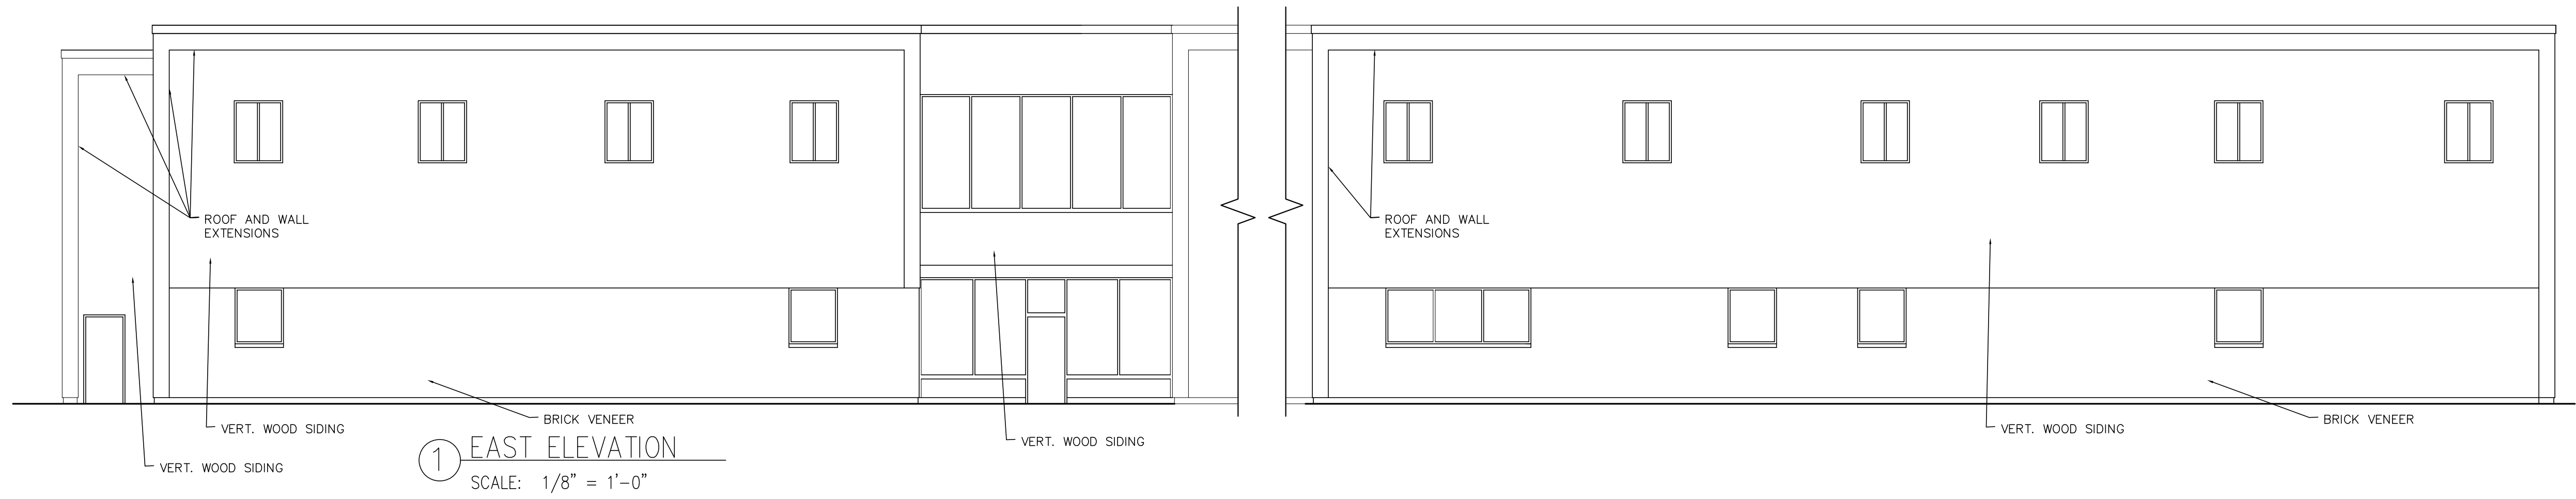 ROOF AND WALL
EXTENSIONS
ROOF AND WALL
EXTENSIONS
BRICK VENEER
BRICK VENEER
VERT. WOOD SIDING
VERT. WOOD SIDING
VERT. WOOD SIDING
VERT. WOOD SIDING
1 EAST ELEVATION
SCALE: 1/8" = 1'-0"